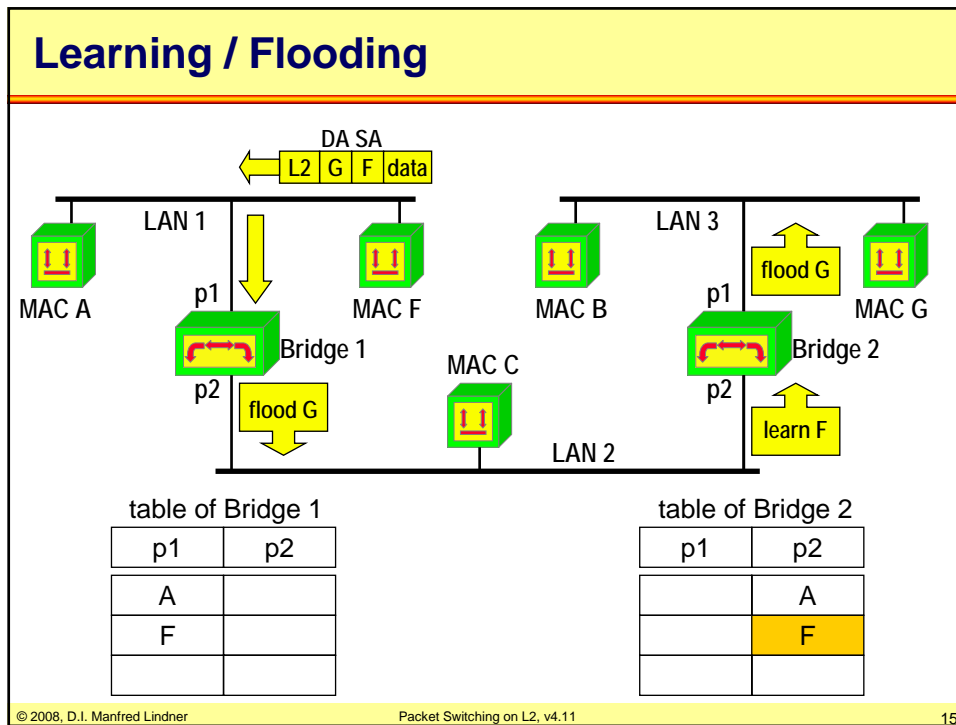 Learning / Flooding
DA SA
L2 G F data
LAN 1
LAN 3
flood G
MAC A
p1
MAC F
MAC B
p1
MAC G
Bridge 1
MAC C
Bridge 2
p2
flood G
p2
learn F
LAN 2
table of Bridge 1
p1 p2
A
F
table of Bridge 2
p1 p2
A
F
© 2008, D.I. Manfred Lindner
Packet Switching on L2, v4.11
15